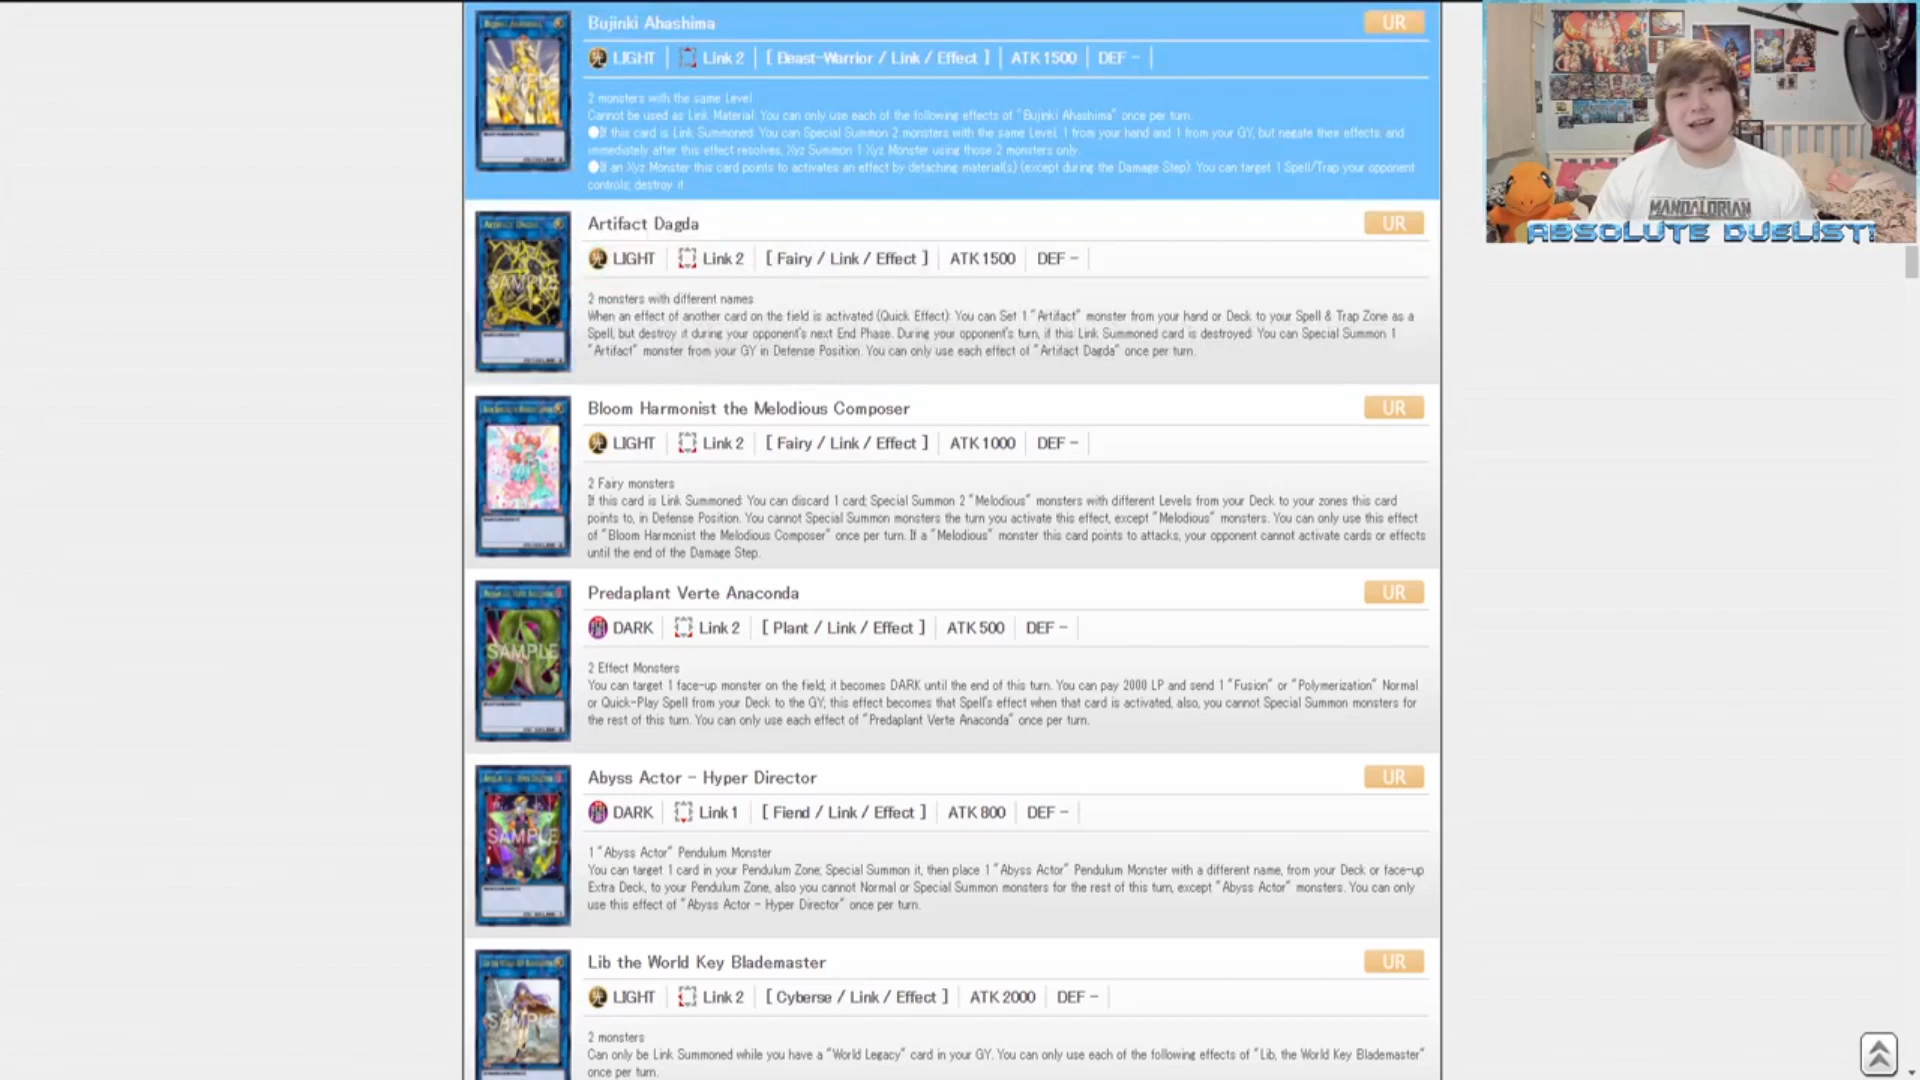 Bujinki Ahashima
UR
LIGHT Link 2 [ Beast-Warrior / Link / Effect ] ATK 1500 DEF -
2 monsters with the same Level
Cannot be used as Link Material. You can only use each of the following effects of "Bujinki Ahashima" once per turn.
●If this card is Link Summoned: You can Special Summon 2 monsters with the same Level, 1 from your hand and 1 from your GY, but negate their effects, and
immediately after this effect resolves, Xyz Summon 1 Xyz Monster using those 2 monsters only.
●If an Xyz Monster this card points to activates an effect by detaching material(s) (except during the Damage Step): You can target 1 Spell/Trap your opponent
controls; destroy it.
SAMPLE
Artifact Dagda
UR
LIGHT Link 2 [ Fairy / Link / Effect ] ATK 1500 DEF -
2 monsters with different names
When an effect of another card on the field is activated (Quick Effect): You can Set 1 "Artifact" monster from your hand or Deck to your Spell & Trap Zone as a
Spell, but destroy it during your opponent's next End Phase. During your opponent's turn, if this Link Summoned card is destroyed: You can Special Summon 1
"Artifact" monster from your GY in Defense Position. You can only use each effect of "Artifact Dagda" once per turn.
SAMPLE
Bloom Harmonist the Melodious Composer
UR
LIGHT Link 2 [ Fairy / Link / Effect ] ATK 1000 DEF -
2 Fairy monsters
If this card is Link Summoned: You can discard 1 card; Special Summon 2 "Melodious" monsters with different Levels from your Deck to your zones this card
points to, in Defense Position. You cannot Special Summon monsters the turn you activate this effect, except "Melodious" monsters. You can only use this effect
of "Bloom Harmonist the Melodious Composer" once per turn. If a "Melodious" monster this card points to attacks, your opponent cannot activate cards or effects
until the end of the Damage Step.
Predaplant Verte Anaconda
UR
DARK Link 2 [ Plant / Link / Effect ] ATK 500 DEF -
2 Effect Monsters
You can target 1 face-up monster on the field; it becomes DARK until the end of this turn. You can pay 2000 LP and send 1 "Fusion" or "Polymerization" Normal
or Quick-Play Spell from your Deck to the GY; this effect becomes that Spell's effect when that card is activated, also, you cannot Special Summon monsters for
the rest of this turn. You can only use each effect of "Predaplant Verte Anaconda" once per turn.
SAMPLE
Abyss Actor - Hyper Director
UR
DARK Link 1 [ Fiend / Link / Effect ] ATK 800 DEF -
1 "Abyss Actor" Pendulum Monster
You can target 1 card in your Pendulum Zone; Special Summon it, then place 1 "Abyss Actor" Pendulum Monster with a different name, from your Deck or face-up
Extra Deck, to your Pendulum Zone, also you cannot Normal or Special Summon monsters for the rest of this turn, except "Abyss Actor" monsters. You can only
use this effect of "Abyss Actor - Hyper Director" once per turn.
SAMPLE
Lib the World Key Blademaster
UR
LIGHT Link 2 [ Cyberse / Link / Effect ] ATK 2000 DEF -
2 monsters
Can only be Link Summoned while you have a "World Legacy" card in your GY. You can only use each of the following effects of "Lib, the World Key Blademaster"
once per turn.
SAMPLE
MANDALORIAN
ABSOLUTE DUELIST!